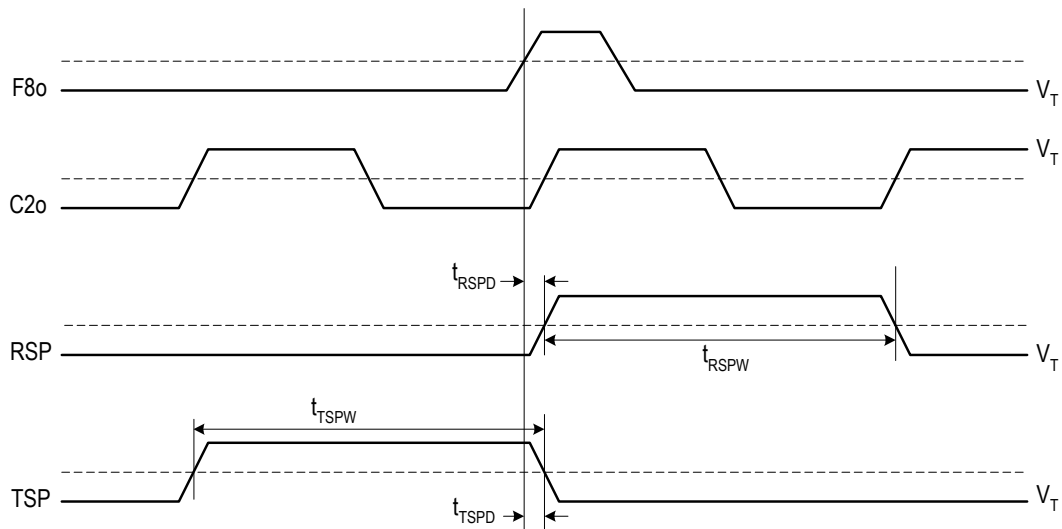 F8o
V_T
V_T
C2o
t_RSPD
RSP
t_RSPW
V_T
t_TSPW
TSP
t_TSPD
V_T